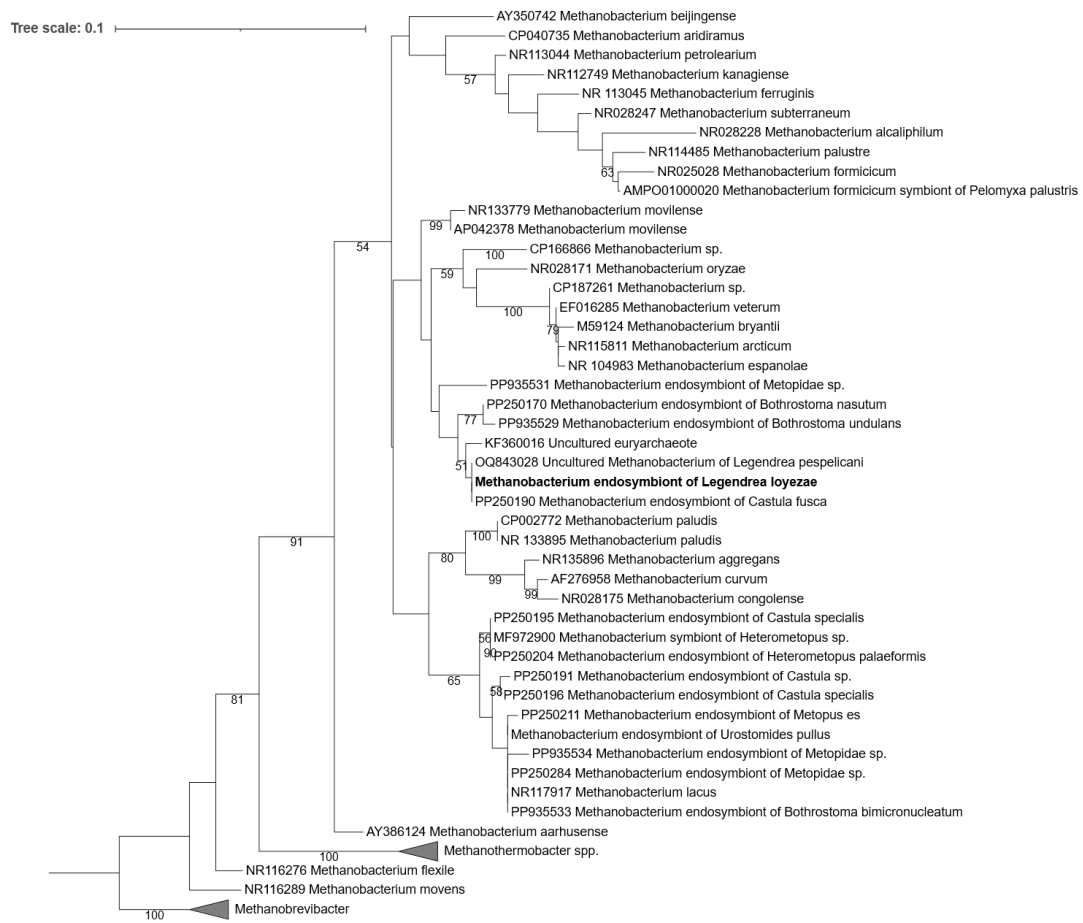 Tree scale: 0.1
AY350742 Methanobacterium beijingense
CP040735 Methanobacterium aridiramus
NR113044 Methanobacterium petrolearium
57
NR112749 Methanobacterium kanagiense
NR 113045 Methanobacterium ferruginis
NR028247 Methanobacterium subterraneum
NR028228 Methanobacterium alcaliphilum
NR114485 Methanobacterium palustre
63
NR025028 Methanobacterium formicicum
AMPO01000020 Methanobacterium formicicum symbiont of Pelomyxa palustris
NR133779 Methanobacterium movilense
99
AP042378 Methanobacterium movilense
54
CP166866 Methanobacterium sp.
100
59
NR028171 Methanobacterium oryzae
CP187261 Methanobacterium sp.
EF016285 Methanobacterium veterum
100
M59124 Methanobacterium bryantii
79
NR115811 Methanobacterium arcticum
NR 104983 Methanobacterium espanolae
PP935531 Methanobacterium endosymbiont of Metopidae sp.
PP250170 Methanobacterium endosymbiont of Bothrostoma nasutum
77
PP935529 Methanobacterium endosymbiont of Bothrostoma undulans
KF360016 Uncultured euryarchaeote
OQ843028 Uncultured Methanobacterium of Legendrea pespelicani
51
Methanobacterium endosymbiont of Legendrea loyezae
PP250190 Methanobacterium endosymbiont of Castula fusca
CP002772 Methanobacterium paludis
100
NR 133895 Methanobacterium paludis
91
80
NR135896 Methanobacterium aggregans
99
AF276958 Methanobacterium curvum
99
NR028175 Methanobacterium congolense
PP250195 Methanobacterium endosymbiont of Castula specialis
56
MF972900 Methanobacterium symbiont of Heterometopus sp.
90
PP250204 Methanobacterium endosymbiont of Heterometopus palaeformis
65
PP250191 Methanobacterium endosymbiont of Castula sp.
58
PP250196 Methanobacterium endosymbiont of Castula specialis
81
PP250211 Methanobacterium endosymbiont of Metopus es
Methanobacterium endosymbiont of Urostomides pullus
PP935534 Methanobacterium endosymbiont of Metopidae sp.
PP250284 Methanobacterium endosymbiont of Metopidae sp.
NR117917 Methanobacterium lacus
PP935533 Methanobacterium endosymbiont of Bothrostoma bimicronucleatum
AY386124 Methanobacterium aarhusense
100
Methanothermobacter spp.
NR116276 Methanobacterium flexile
NR116289 Methanobacterium movens
100
Methanobrevibacter